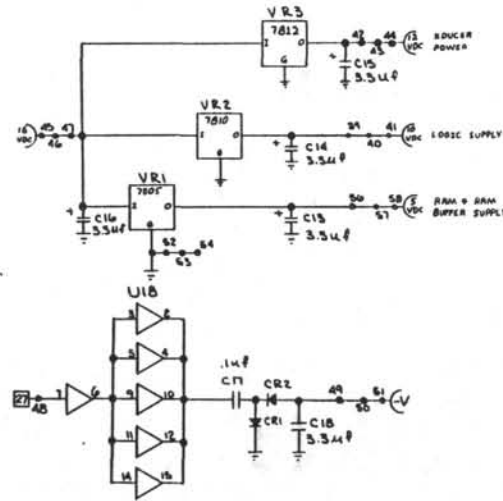 VR3
7812
I O
G
42 44
43
12 VDC
XDUCER POWER
+ C15
3.3uf
VR2
7810
I O
16 VDC
45 47
46
39 41
40
10 VDC
LOGIC SUPPLY
+ C14
3.3uf
VR1
7805
I O
+ C16
3.3uf
52 54
53
C13
3.3uf
56 58
57
5 VDC
RAM & RAM
BUFFER SUPPLY
U18
3 2
5 4
27
48
7 6
9 10
11 12
14 15
.1uf
C17
CR2
CR1
C18
3.3uf
49 51
50
-V